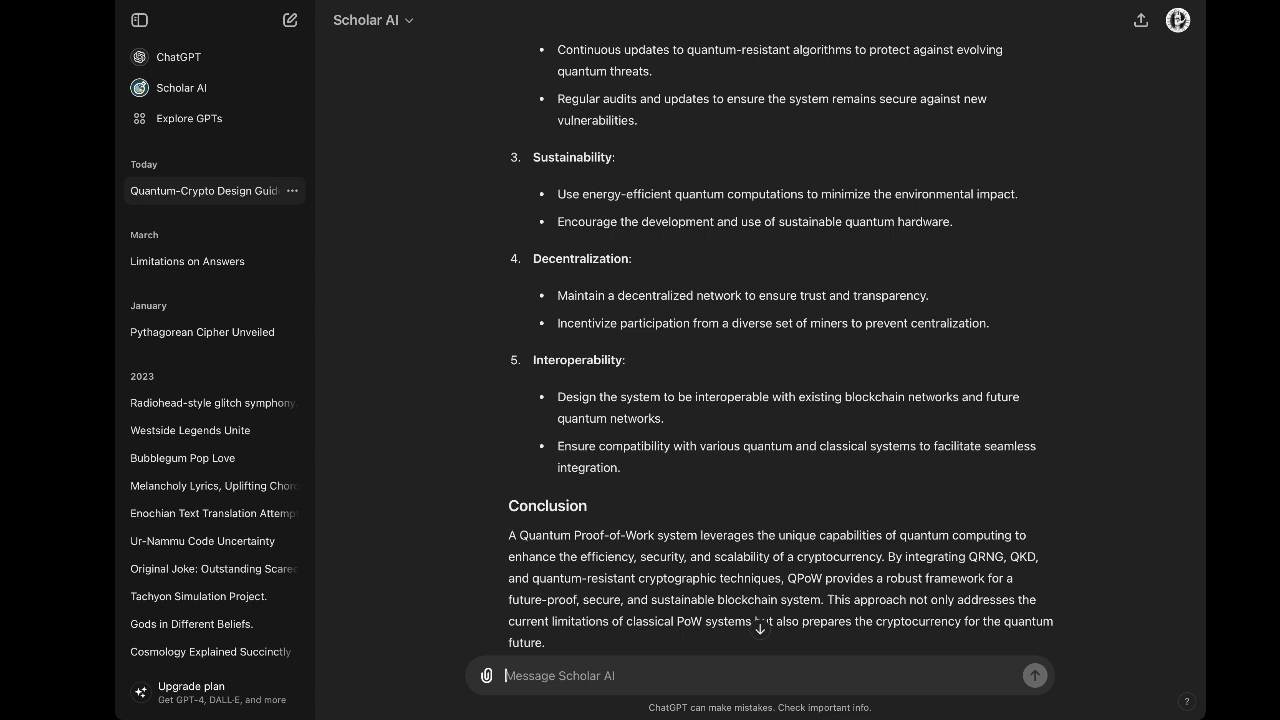 Scholar AI
ChatGPT
Scholar AI
Explore GPTs
Today
Quantum-Crypto Design Guid
March
Limitations on Answers
January
Pythagorean Cipher Unveiled
2023
Radiohead-style glitch symphony.
Westside Legends Unite
Bubblegum Pop Love
Melancholy Lyrics, Uplifting Chor
Enochian Text Translation Attemp
Ur-Nammu Code Uncertainty
Original Joke: Outstanding Scare
Tachyon Simulation Project.
Gods in Different Beliefs.
Cosmology Explained Succinctly
Upgrade plan
Get GPT-4, DALL·E, and more
• Continuous updates to quantum-resistant algorithms to protect against evolving
quantum threats.
• Regular audits and updates to ensure the system remains secure against new
vulnerabilities.
3. Sustainability:
• Use energy-efficient quantum computations to minimize the environmental impact.
• Encourage the development and use of sustainable quantum hardware.
4. Decentralization:
• Maintain a decentralized network to ensure trust and transparency.
• Incentivize participation from a diverse set of miners to prevent centralization.
5. Interoperability:
• Design the system to be interoperable with existing blockchain networks and future
quantum networks.
• Ensure compatibility with various quantum and classical systems to facilitate seamless
integration.
Conclusion
A Quantum Proof-of-Work system leverages the unique capabilities of quantum computing to
enhance the efficiency, security, and scalability of a cryptocurrency. By integrating QRNG, QKD,
and quantum-resistant cryptographic techniques, QPoW provides a robust framework for a
future-proof, secure, and sustainable blockchain system. This approach not only addresses the
current limitations of classical PoW systems but also prepares the cryptocurrency for the quantum
future.
Message Scholar AI
ChatGPT can make mistakes. Check important info.
?